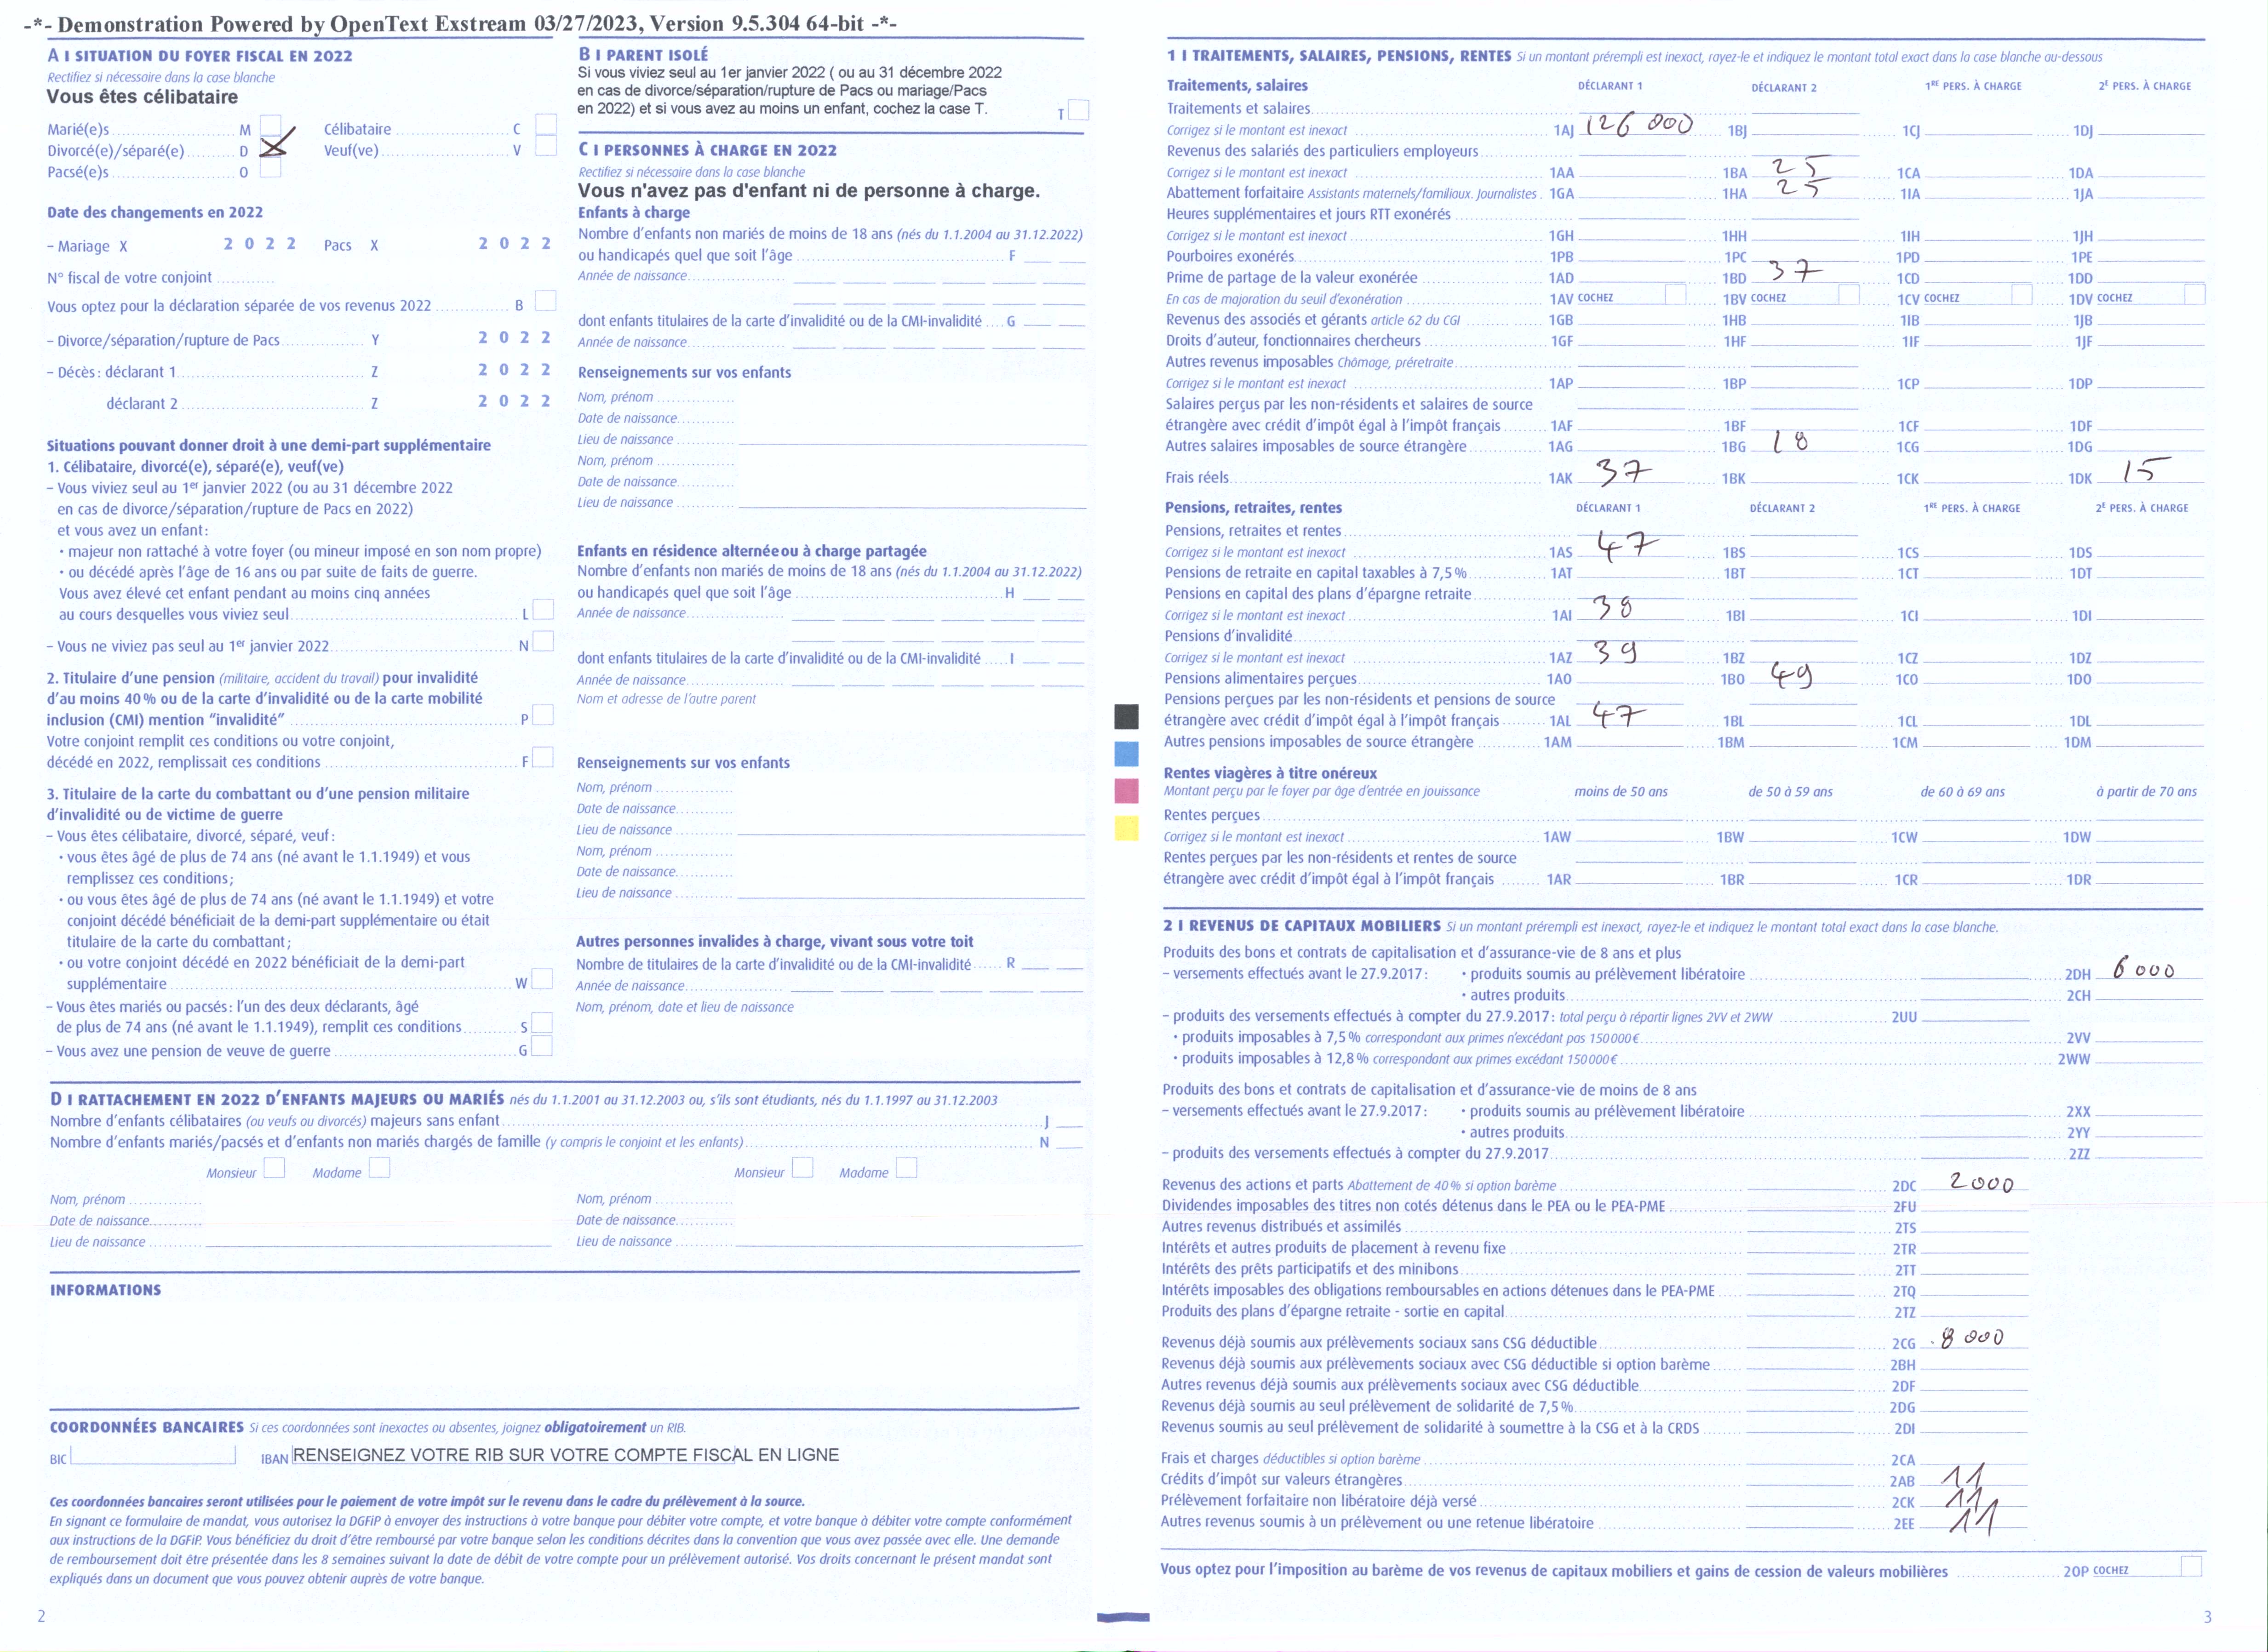 -*- Demonstration Powered by OpenText Exstream 03/27/2023, Version 9.5.304 64-bit -*-
A I SITUATION DU FOYER FISCAL EN 2022
Rectifiez si nécessaire dans la case blanche
Vous êtes célibataire
Marié(e)s M Célibataire C
Divorcé(e)/séparé(e) D X Veuf(ve) V
Pacsé(e)s O
Date des changements en 2022
– Mariage X 2 0 2 2 Pacs X 2 0 2 2
N° fiscal de votre conjoint
Vous optez pour la déclaration séparée de vos revenus 2022 B
– Divorce/séparation/rupture de Pacs Y 2 0 2 2
– Décès : déclarant 1 Z 2 0 2 2
déclarant 2 Z 2 0 2 2
Situations pouvant donner droit à une demi-part supplémentaire
1. Célibataire, divorcé(e), séparé(e), veuf(ve)
– Vous viviez seul au 1er janvier 2022 (ou au 31 décembre 2022
en cas de divorce/séparation/rupture de Pacs en 2022)
et vous avez un enfant :
• majeur non rattaché à votre foyer (ou mineur imposé en son nom propre)
• ou décédé après l'âge de 16 ans ou par suite de faits de guerre.
Vous avez élevé cet enfant pendant au moins cinq années
au cours desquelles vous viviez seul L
– Vous ne viviez pas seul au 1er janvier 2022 N
2. Titulaire d'une pension (militaire, accident du travail) pour invalidité
d'au moins 40 % ou de la carte d'invalidité ou de la carte mobilité
inclusion (CMI) mention "invalidité" P
Votre conjoint remplit ces conditions ou votre conjoint,
décédé en 2022, remplissait ces conditions F
3. Titulaire de la carte du combattant ou d'une pension militaire
d'invalidité ou de victime de guerre
– Vous êtes célibataire, divorcé, séparé, veuf :
• vous êtes âgé de plus de 74 ans (né avant le 1.1.1949) et vous
remplissez ces conditions ;
• ou vous êtes âgé de plus de 74 ans (né avant le 1.1.1949) et votre
conjoint décédé bénéficiait de la demi-part supplémentaire ou était
titulaire de la carte du combattant ;
• ou votre conjoint décédé en 2022 bénéficiait de la demi-part
supplémentaire W
– Vous êtes mariés ou pacsés : l'un des deux déclarants, âgé
de plus de 74 ans (né avant le 1.1.1949), remplit ces conditions S
– Vous avez une pension de veuve de guerre G
B I PARENT ISOLÉ
Si vous viviez seul au 1er janvier 2022 ( ou au 31 décembre 2022
en cas de divorce/séparation/rupture de Pacs ou mariage/Pacs
en 2022) et si vous avez au moins un enfant, cochez la case T. T
C I PERSONNES À CHARGE EN 2022
Rectifiez si nécessaire dans la case blanche
Vous n'avez pas d'enfant ni de personne à charge.
Enfants à charge
Nombre d'enfants non mariés de moins de 18 ans (nés du 1.1.2004 au 31.12.2022)
ou handicapés quel que soit l'âge F
Année de naissance
dont enfants titulaires de la carte d'invalidité ou de la CMI-invalidité G
Année de naissance
Renseignements sur vos enfants
Nom, prénom
Date de naissance
Lieu de naissance
Nom, prénom
Date de naissance
Lieu de naissance
Enfants en résidence alternée ou à charge partagée
Nombre d'enfants non mariés de moins de 18 ans (nés du 1.1.2004 au 31.12.2022)
ou handicapés quel que soit l'âge H
Année de naissance
dont enfants titulaires de la carte d'invalidité ou de la CMI-invalidité I
Année de naissance
Nom et adresse de l'autre parent
Renseignements sur vos enfants
Nom, prénom
Date de naissance
Lieu de naissance
Nom, prénom
Date de naissance
Lieu de naissance
Autres personnes invalides à charge, vivant sous votre toit
Nombre de titulaires de la carte d'invalidité ou de la CMI-invalidité R
Année de naissance
Nom, prénom, date et lieu de naissance
D I RATTACHEMENT EN 2022 D'ENFANTS MAJEURS OU MARIÉS nés du 1.1.2001 au 31.12.2003 ou, s'ils sont étudiants, nés du 1.1.1997 au 31.12.2003
Nombre d'enfants célibataires (ou veufs ou divorcés) majeurs sans enfant J
Nombre d'enfants mariés/pacsés et d'enfants non mariés chargés de famille (y compris le conjoint et les enfants) N
Monsieur Madame Monsieur Madame
Nom, prénom Nom, prénom
Date de naissance Date de naissance
Lieu de naissance Lieu de naissance
INFORMATIONS
COORDONNÉES BANCAIRES Si ces coordonnées sont inexactes ou absentes, joignez obligatoirement un RIB.
BIC IBAN RENSEIGNEZ VOTRE RIB SUR VOTRE COMPTE FISCAL EN LIGNE
Ces coordonnées bancaires seront utilisées pour le paiement de votre impôt sur le revenu dans le cadre du prélèvement à la source.
En signant ce formulaire de mandat, vous autorisez la DGFiP à envoyer des instructions à votre banque pour débiter votre compte, et votre banque à débiter votre compte conformément
aux instructions de la DGFiP. Vous bénéficiez du droit d'être remboursé par votre banque selon les conditions décrites dans la convention que vous avez passée avec elle. Une demande
de remboursement doit être présentée dans les 8 semaines suivant la date de débit de votre compte pour un prélèvement autorisé. Vos droits concernant le présent mandat sont
expliqués dans un document que vous pouvez obtenir auprès de votre banque.
2
1 I TRAITEMENTS, SALAIRES, PENSIONS, RENTES Si un montant prérempli est inexact, rayez-le et indiquez le montant total exact dans la case blanche au-dessous
Traitements, salaires DÉCLARANT 1 DÉCLARANT 2 1RE PERS. À CHARGE 2E PERS. À CHARGE
Traitements et salaires
Corrigez si le montant est inexact 1AJ 126 000 1BJ 1CJ 1DJ
Revenus des salariés des particuliers employeurs
Corrigez si le montant est inexact 1AA 1BA 25 1CA 1DA
Abattement forfaitaire Assistants maternels/familiaux. Journalistes 1GA 1HA 25 1IA 1JA
Heures supplémentaires et jours RTT exonérés
Corrigez si le montant est inexact 1GH 1HH 1IH 1JH
Pourboires exonérés 1PB 1PC 1PD 1PE
Prime de partage de la valeur exonérée 1AD 1BD 37 1CD 1DD
En cas de majoration du seuil d'exonération 1AV COCHEZ 1BV COCHEZ 1CV COCHEZ 1DV COCHEZ
Revenus des associés et gérants article 62 du CGI 1GB 1HB 1IB 1JB
Droits d'auteur, fonctionnaires chercheurs 1GF 1HF 1IF 1JF
Autres revenus imposables Chômage, préretraite
Corrigez si le montant est inexact 1AP 1BP 1CP 1DP
Salaires perçus par les non-résidents et salaires de source
étrangère avec crédit d'impôt égal à l'impôt français 1AF 1BF 1CF 1DF
Autres salaires imposables de source étrangère 1AG 1BG 18 1CG 1DG
Frais réels 1AK 37 1BK 1CK 1DK 15
Pensions, retraites, rentes DÉCLARANT 1 DÉCLARANT 2 1RE PERS. À CHARGE 2E PERS. À CHARGE
Pensions, retraites et rentes
Corrigez si le montant est inexact 1AS 47 1BS 1CS 1DS
Pensions de retraite en capital taxables à 7,5 % 1AT 1BT 1CT 1DT
Pensions en capital des plans d'épargne retraite
Corrigez si le montant est inexact 1AI 38 1BI 1CI 1DI
Pensions d'invalidité
Corrigez si le montant est inexact 1AZ 39 1BZ 1CZ 1DZ
Pensions alimentaires perçues 1AO 1BO 49 1CO 1DO
Pensions perçues par les non-résidents et pensions de source
étrangère avec crédit d'impôt égal à l'impôt français 1AL 47 1BL 1CL 1DL
Autres pensions imposables de source étrangère 1AM 1BM 1CM 1DM
Rentes viagères à titre onéreux
Montant perçu par le foyer par âge d'entrée en jouissance moins de 50 ans de 50 à 59 ans de 60 à 69 ans à partir de 70 ans
Rentes perçues
Corrigez si le montant est inexact 1AW 1BW 1CW 1DW
Rentes perçues par les non-résidents et rentes de source
étrangère avec crédit d'impôt égal à l'impôt français 1AR 1BR 1CR 1DR
2 I REVENUS DE CAPITAUX MOBILIERS Si un montant prérempli est inexact, rayez-le et indiquez le montant total exact dans la case blanche.
Produits des bons et contrats de capitalisation et d'assurance-vie de 8 ans et plus
– versements effectués avant le 27.9.2017 : • produits soumis au prélèvement libératoire 2DH 6 000
• autres produits 2CH
– produits des versements effectués à compter du 27.9.2017 : total perçu à répartir lignes 2VV et 2WW 2UU
• produits imposables à 7,5 % correspondant aux primes n'excédant pas 150 000 € 2VV
• produits imposables à 12,8 % correspondant aux primes excédant 150 000 € 2WW
Produits des bons et contrats de capitalisation et d'assurance-vie de moins de 8 ans
– versements effectués avant le 27.9.2017 : • produits soumis au prélèvement libératoire 2XX
• autres produits 2YY
– produits des versements effectués à compter du 27.9.2017 2ZZ
Revenus des actions et parts Abattement de 40 % si option barème 2DC 2000
Dividendes imposables des titres non cotés détenus dans le PEA ou le PEA-PME 2FU
Autres revenus distribués et assimilés 2TS
Intérêts et autres produits de placement à revenu fixe 2TR
Intérêts des prêts participatifs et des minibons 2TT
Intérêts imposables des obligations remboursables en actions détenues dans le PEA-PME 2TQ
Produits des plans d'épargne retraite - sortie en capital 2TZ
Revenus déjà soumis aux prélèvements sociaux sans CSG déductible 2CG 8 000
Revenus déjà soumis aux prélèvements sociaux avec CSG déductible si option barème 2BH
Autres revenus déjà soumis aux prélèvements sociaux avec CSG déductible 2DF
Revenus déjà soumis au seul prélèvement de solidarité de 7,5 % 2DG
Revenus soumis au seul prélèvement de solidarité à soumettre à la CSG et à la CRDS 2DI
Frais et charges déductibles si option barème 2CA
Crédits d'impôt sur valeurs étrangères 2AB 11
Prélèvement forfaitaire non libératoire déjà versé 2CK 11
Autres revenus soumis à un prélèvement ou une retenue libératoire 2EE 11
Vous optez pour l'imposition au barème de vos revenus de capitaux mobiliers et gains de cession de valeurs mobilières 2OP COCHEZ
3